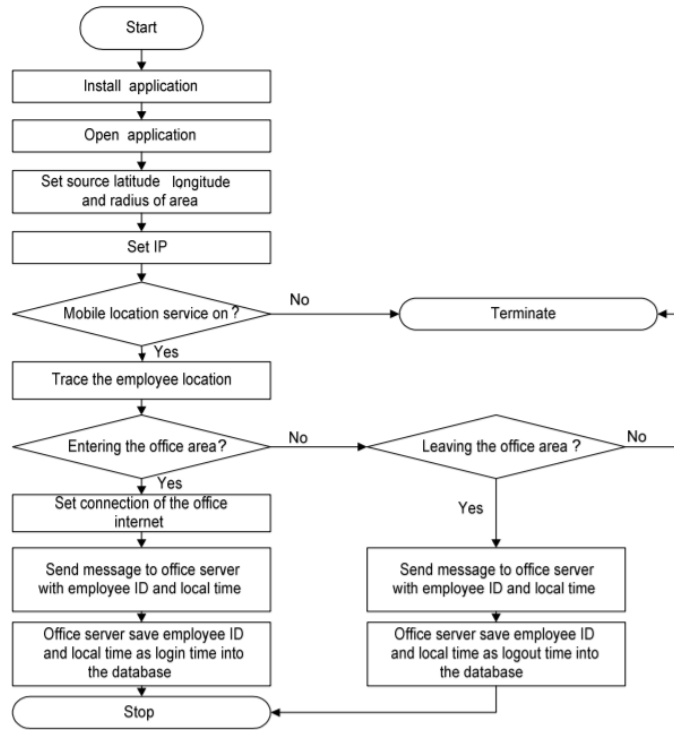 Start
Install application
Open application
Set source latitude longitude
and radius of area
Set IP
Mobile location service on ?
No
Terminate
Yes
Trace the employee location
Entering the office area?
No
Leaving the office area ?
No
Yes
Set connection of the office
internet
Yes
Send message to office server
with employee ID and local time
Send message to office server
with employee ID and local time
Office server save employee ID
and local time as login time into
the database
Office server save employee ID
and local time as logout time into
the database
Stop